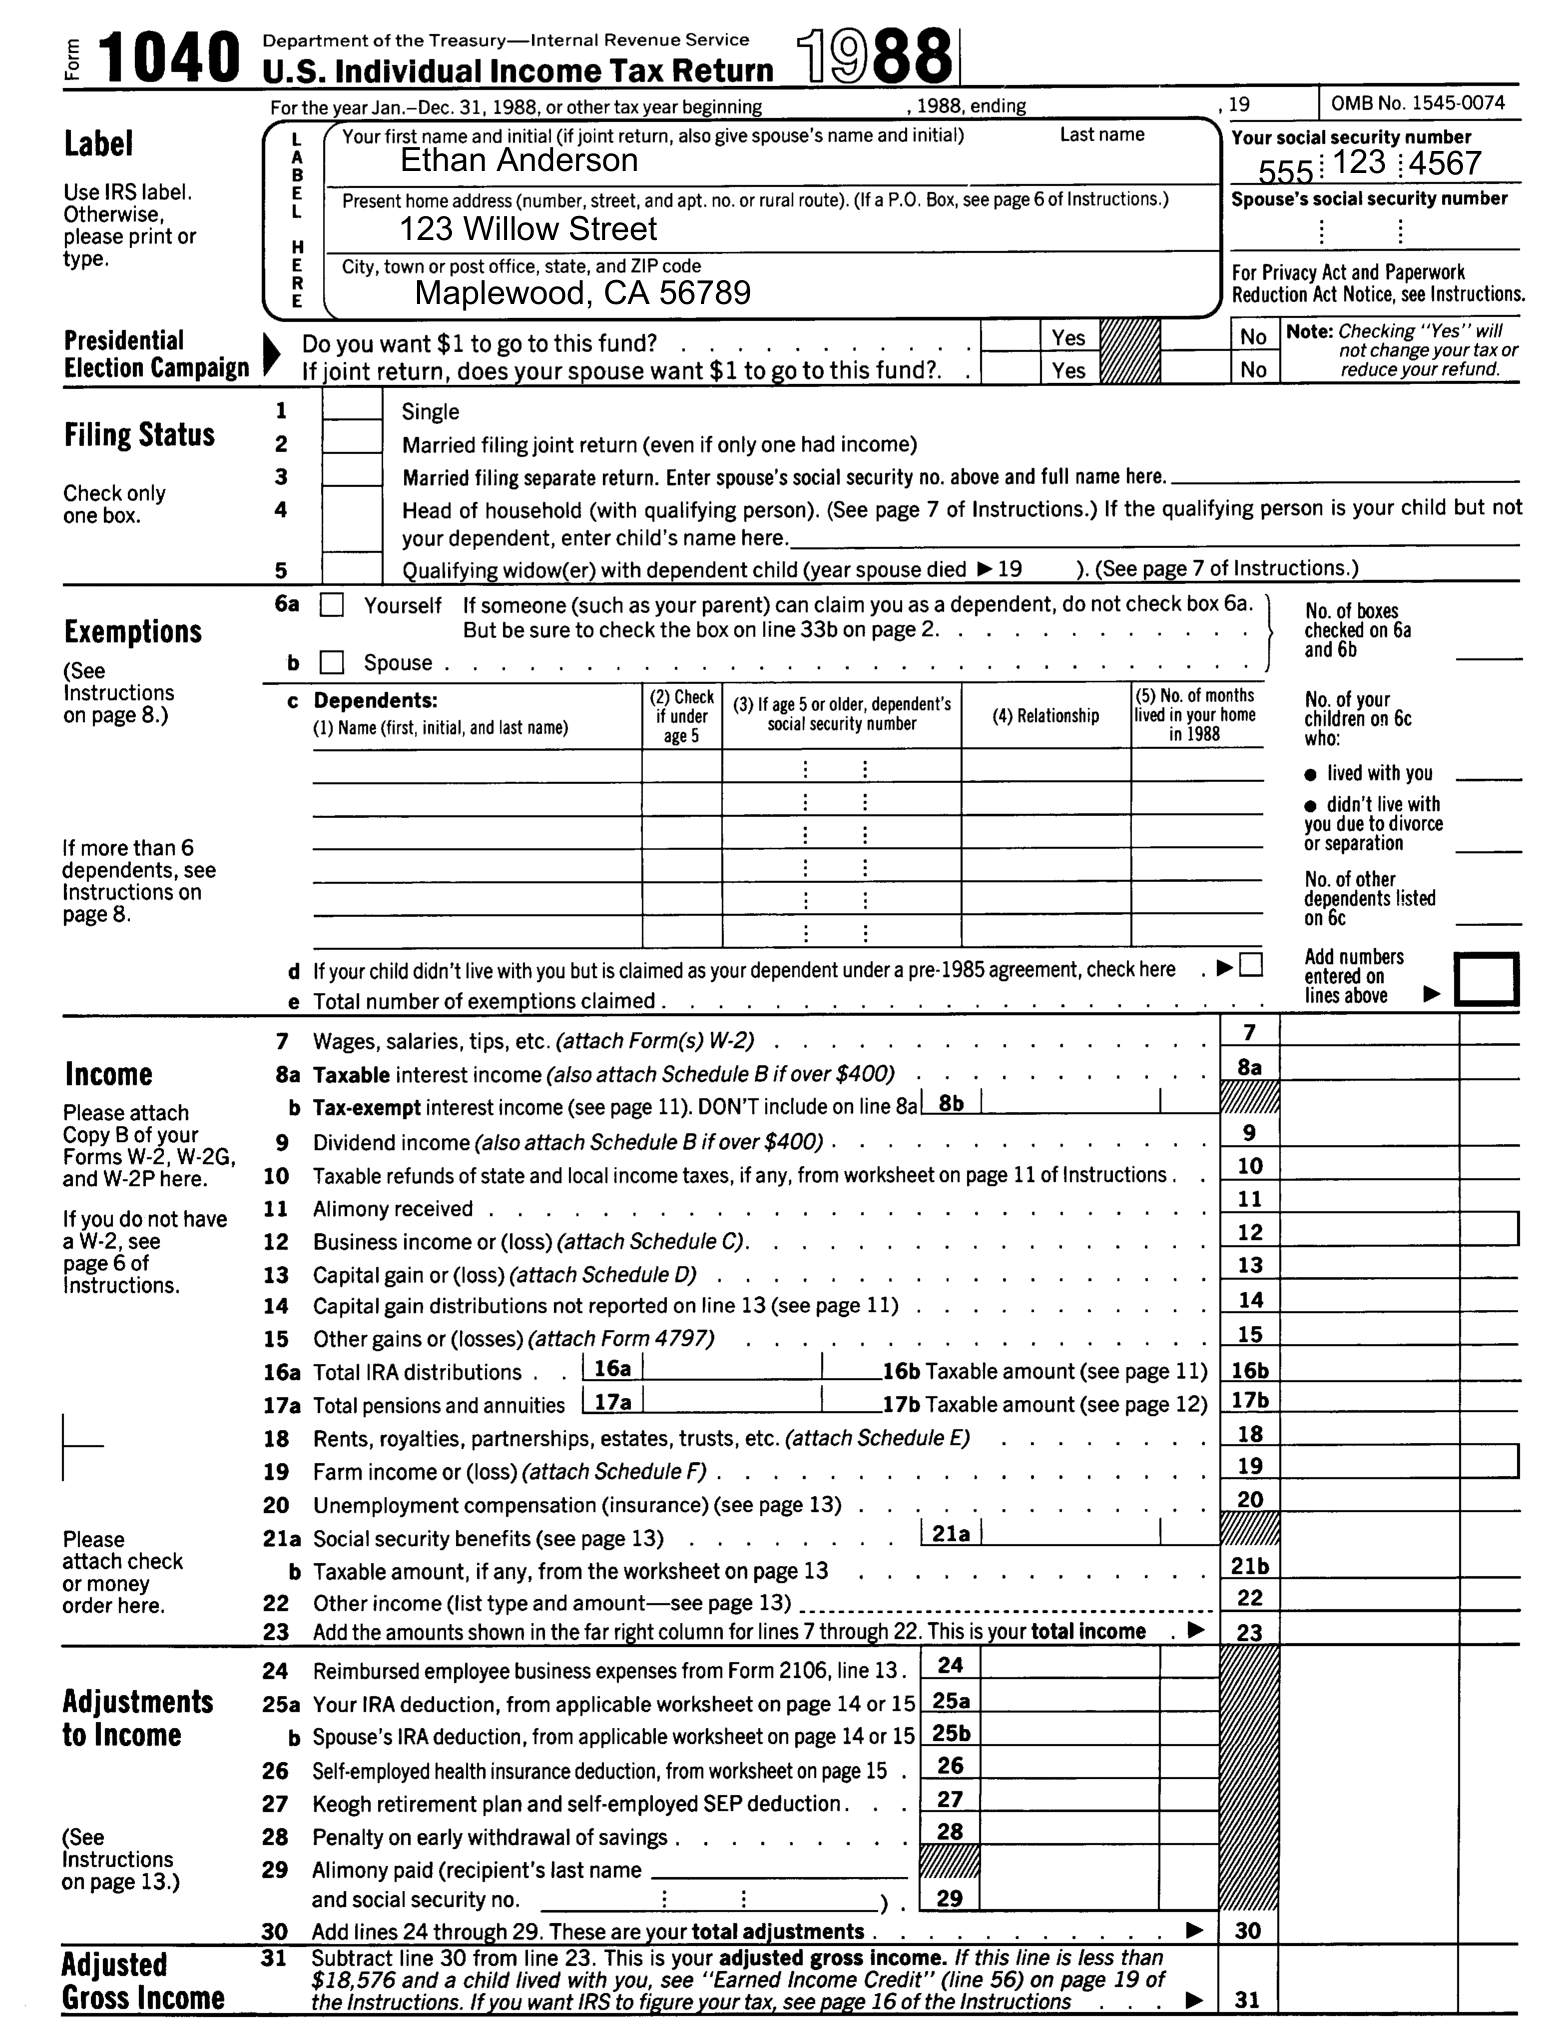 Form 1040 Department of the Treasury—Internal Revenue Service
U.S. Individual Income Tax Return 1988
For the year Jan.–Dec. 31, 1988, or other tax year beginning , 1988, ending , 19 OMB No. 1545-0074
Label
Use IRS label.
Otherwise,
please print or
type.
LABEL HERE
Your first name and initial (if joint return, also give spouse's name and initial) Last name
Ethan Anderson
Your social security number
555 123 4567
Present home address (number, street, and apt. no. or rural route). (If a P.O. Box, see page 6 of Instructions.)
123 Willow Street
Spouse's social security number
City, town or post office, state, and ZIP code
Maplewood, CA 56789
For Privacy Act and Paperwork
Reduction Act Notice, see Instructions.
Presidential
Election Campaign
Do you want $1 to go to this fund? . . . . . . . . . . Yes No
If joint return, does your spouse want $1 to go to this fund?. . Yes No
Note: Checking "Yes" will
not change your tax or
reduce your refund.
Filing Status
Check only
one box.
1 Single
2 Married filing joint return (even if only one had income)
3 Married filing separate return. Enter spouse's social security no. above and full name here.
4 Head of household (with qualifying person). (See page 7 of Instructions.) If the qualifying person is your child but not
your dependent, enter child's name here.
5 Qualifying widow(er) with dependent child (year spouse died ▶ 19 ). (See page 7 of Instructions.)
Exemptions
(See
Instructions
on page 8.)
6a Yourself If someone (such as your parent) can claim you as a dependent, do not check box 6a.
But be sure to check the box on line 33b on page 2. . . . . . . . . . . .
b Spouse . . . . . . . . . . . . . . . . . . . . . . . . . . . .
No. of boxes
checked on 6a
and 6b
c Dependents:
(1) Name (first, initial, and last name)
(2) Check
if under
age 5
(3) If age 5 or older, dependent's
social security number
(4) Relationship
(5) No. of months
lived in your home
in 1988
No. of your
children on 6c
who:
● lived with you
● didn't live with
you due to divorce
or separation
No. of other
dependents listed
on 6c
If more than 6
dependents, see
Instructions on
page 8.
d If your child didn't live with you but is claimed as your dependent under a pre-1985 agreement, check here . ▶
e Total number of exemptions claimed . . . . . . . . . . . . . . . . . . . . .
Add numbers
entered on
lines above ▶
Income
Please attach
Copy B of your
Forms W-2, W-2G,
and W-2P here.
If you do not have
a W-2, see
page 6 of
Instructions.
Please
attach check
or money
order here.
7 Wages, salaries, tips, etc. (attach Form(s) W-2) . . . . . . . . . . . . . . . . 7
8a Taxable interest income (also attach Schedule B if over $400) . . . . . . . . . . . 8a
b Tax-exempt interest income (see page 11). DON'T include on line 8a 8b
9 Dividend income (also attach Schedule B if over $400) . . . . . . . . . . . . . . 9
10 Taxable refunds of state and local income taxes, if any, from worksheet on page 11 of Instructions . . 10
11 Alimony received . . . . . . . . . . . . . . . . . . . . . . . . . . 11
12 Business income or (loss) (attach Schedule C). . . . . . . . . . . . . . . . . 12
13 Capital gain or (loss) (attach Schedule D) . . . . . . . . . . . . . . . . . . 13
14 Capital gain distributions not reported on line 13 (see page 11) . . . . . . . . . . . 14
15 Other gains or (losses) (attach Form 4797) . . . . . . . . . . . . . . . . . 15
16a Total IRA distributions . . 16a 16b Taxable amount (see page 11) 16b
17a Total pensions and annuities 17a 17b Taxable amount (see page 12) 17b
18 Rents, royalties, partnerships, estates, trusts, etc. (attach Schedule E) . . . . . . . . 18
19 Farm income or (loss) (attach Schedule F) . . . . . . . . . . . . . . . . . . 19
20 Unemployment compensation (insurance) (see page 13) . . . . . . . . . . . . . 20
21a Social security benefits (see page 13) . . . . . . . . 21a
b Taxable amount, if any, from the worksheet on page 13 . . . . . . . . . . . . . 21b
22 Other income (list type and amount—see page 13) 22
23 Add the amounts shown in the far right column for lines 7 through 22. This is your total income . ▶ 23
Adjustments
to Income
(See
Instructions
on page 13.)
24 Reimbursed employee business expenses from Form 2106, line 13 . 24
25a Your IRA deduction, from applicable worksheet on page 14 or 15 25a
b Spouse's IRA deduction, from applicable worksheet on page 14 or 15 25b
26 Self-employed health insurance deduction, from worksheet on page 15 . 26
27 Keogh retirement plan and self-employed SEP deduction . . . 27
28 Penalty on early withdrawal of savings . . . . . . . . . 28
29 Alimony paid (recipient's last name
and social security no. ) . 29
30 Add lines 24 through 29. These are your total adjustments . . . . . . . . . . . ▶ 30
Adjusted
Gross Income
31 Subtract line 30 from line 23. This is your adjusted gross income. If this line is less than
$18,576 and a child lived with you, see "Earned Income Credit" (line 56) on page 19 of
the Instructions. If you want IRS to figure your tax, see page 16 of the Instructions . . . ▶ 31